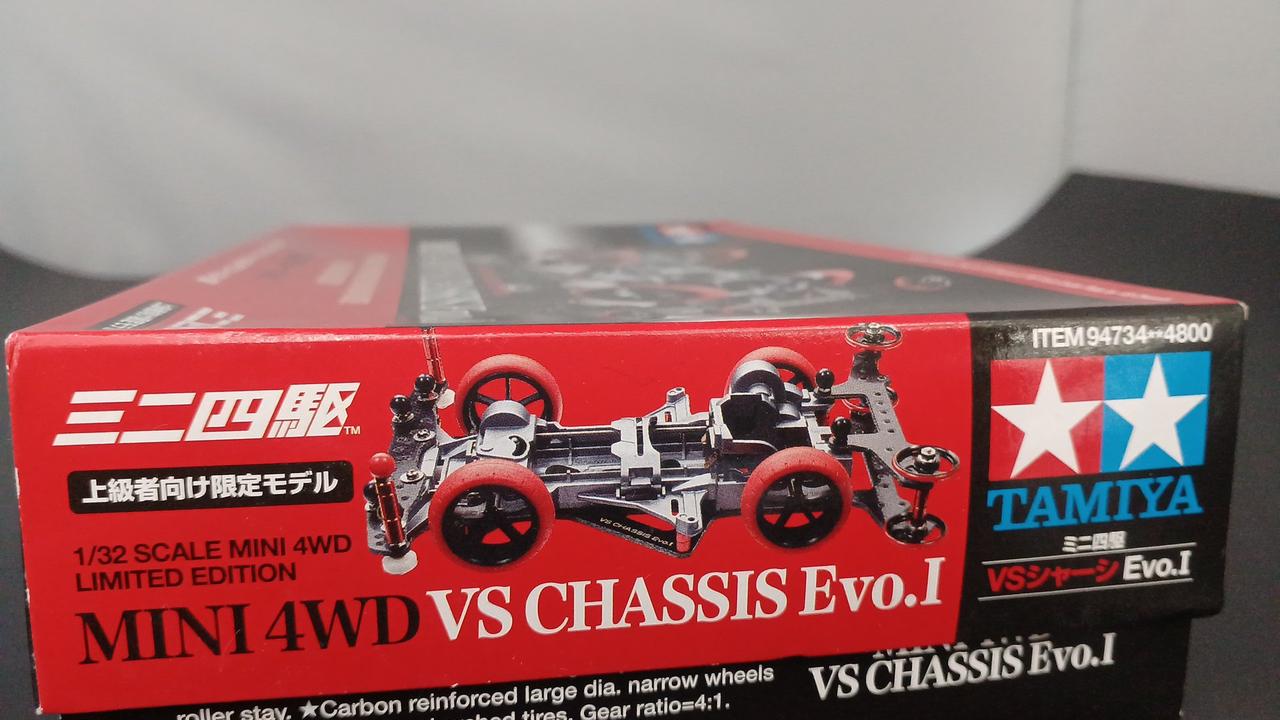 ミニ四駆™
上級者向け限定モデル
1/32 SCALE MINI 4WD
LIMITED EDITION
MINI 4WD VS CHASSIS Evo.I
VS CHASSIS Evo.I
ITEM 94734**4800
TAMIYA
ミニ四駆
VSシャーシ Evo.I
VS CHASSIS Evo.I
roller stay. ★Carbon reinforced large dia. narrow wheels
tires. Gear ratio=4:1.